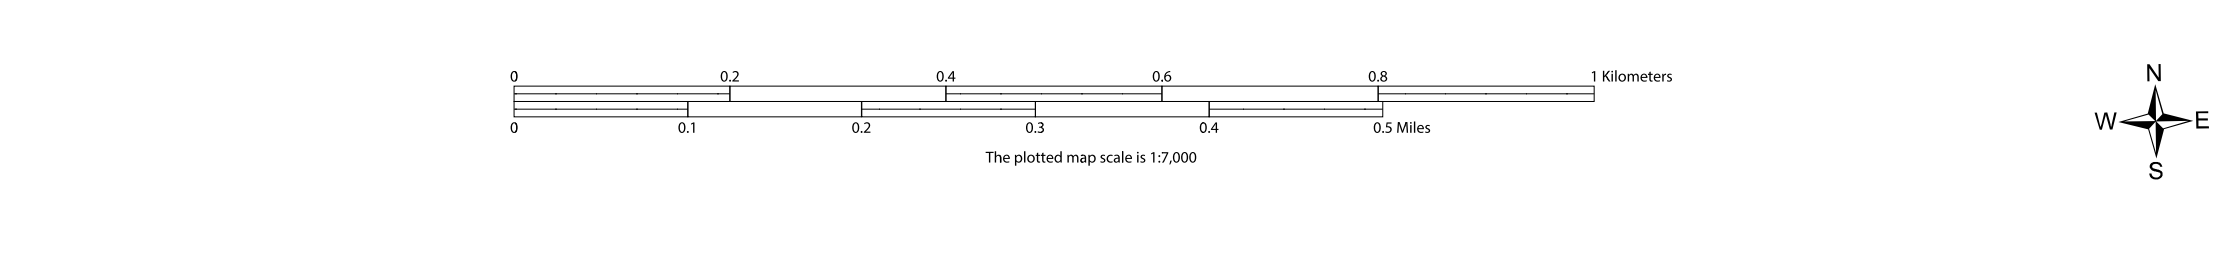 0 0.2 0.4 0.6 0.8 1 Kilometers
0 0.1 0.2 0.3 0.4 0.5 Miles
The plotted map scale is 1:7,000
N
W E
S